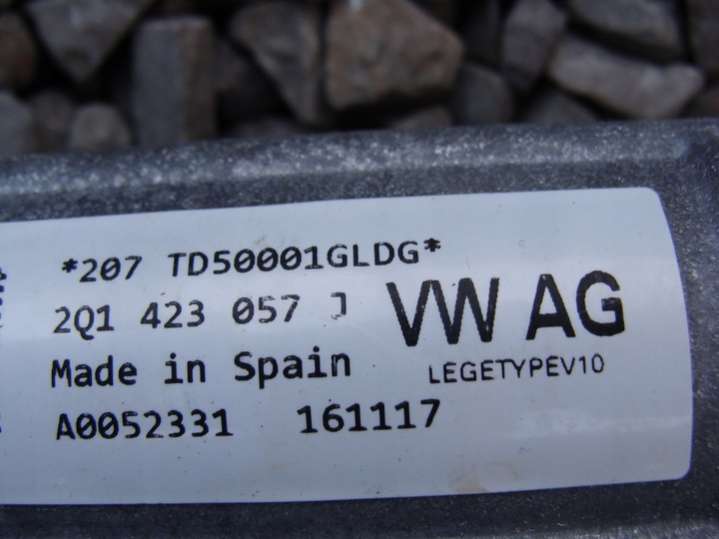 *207 TD50001GLDG*
2Q1 423 057 J
VW AG
Made in Spain
LEGETYPEV10
A0052331 161117